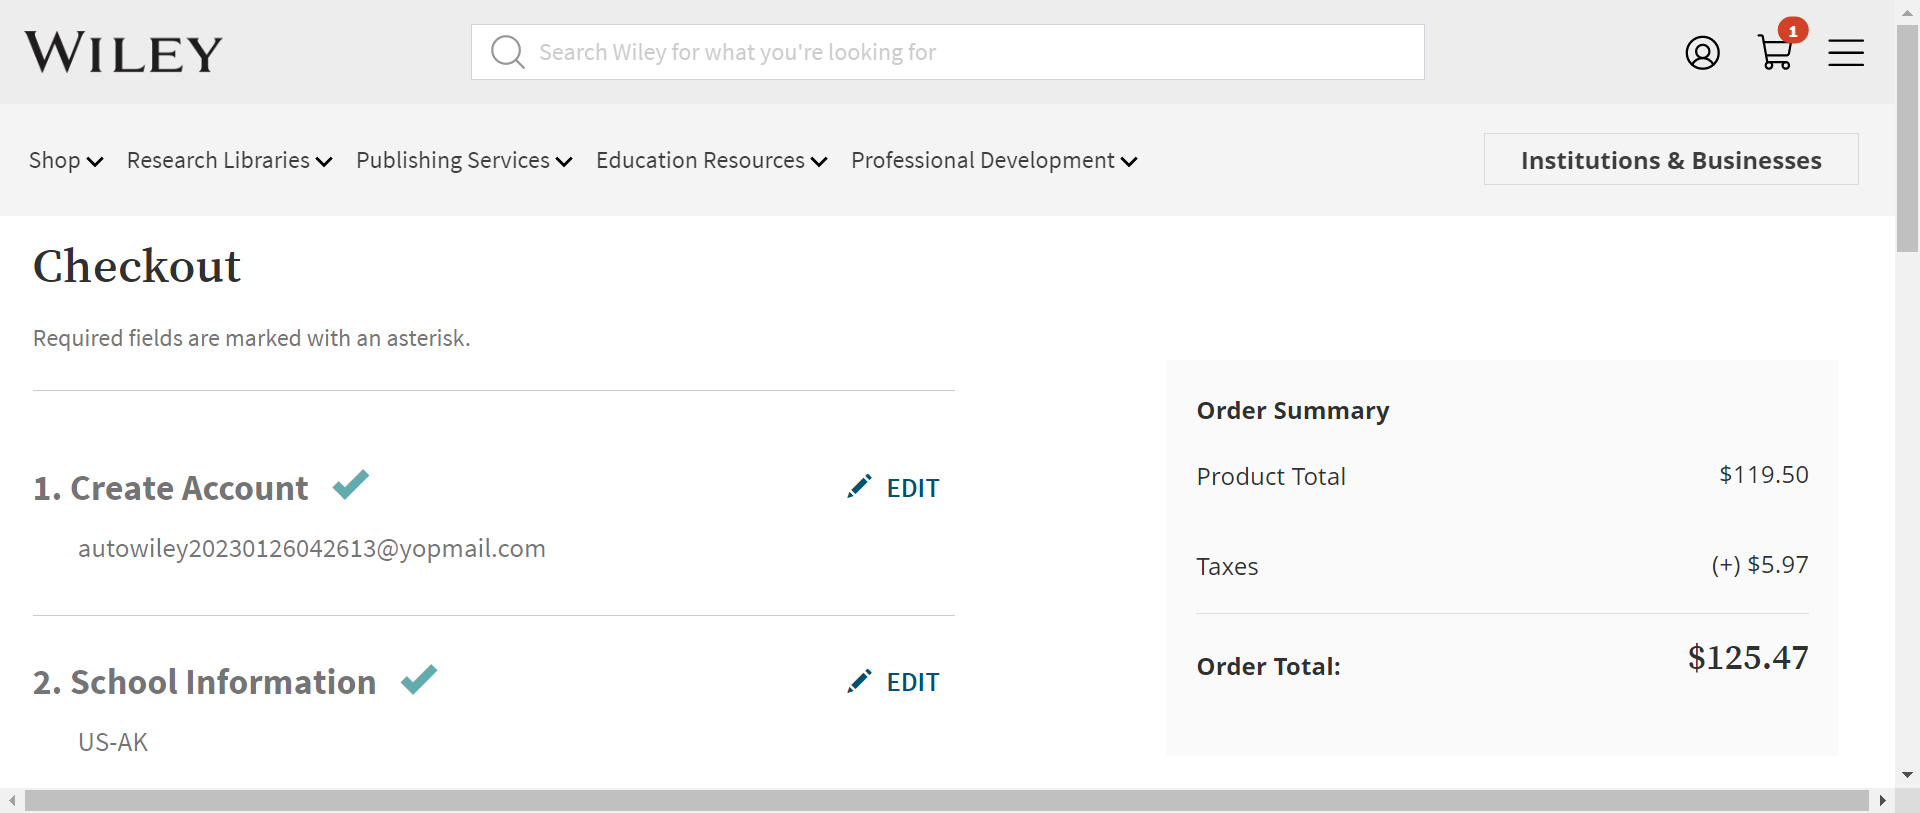 WILEY
Search Wiley for what you're looking for
1
Shop Research Libraries Publishing Services Education Resources Professional Development Institutions & Businesses
Checkout
Required fields are marked with an asterisk.
1. Create Account EDIT
autowiley20230126042613@yopmail.com
2. School Information EDIT
US-AK
Order Summary
Product Total $119.50
Taxes (+) $5.97
Order Total: $125.47